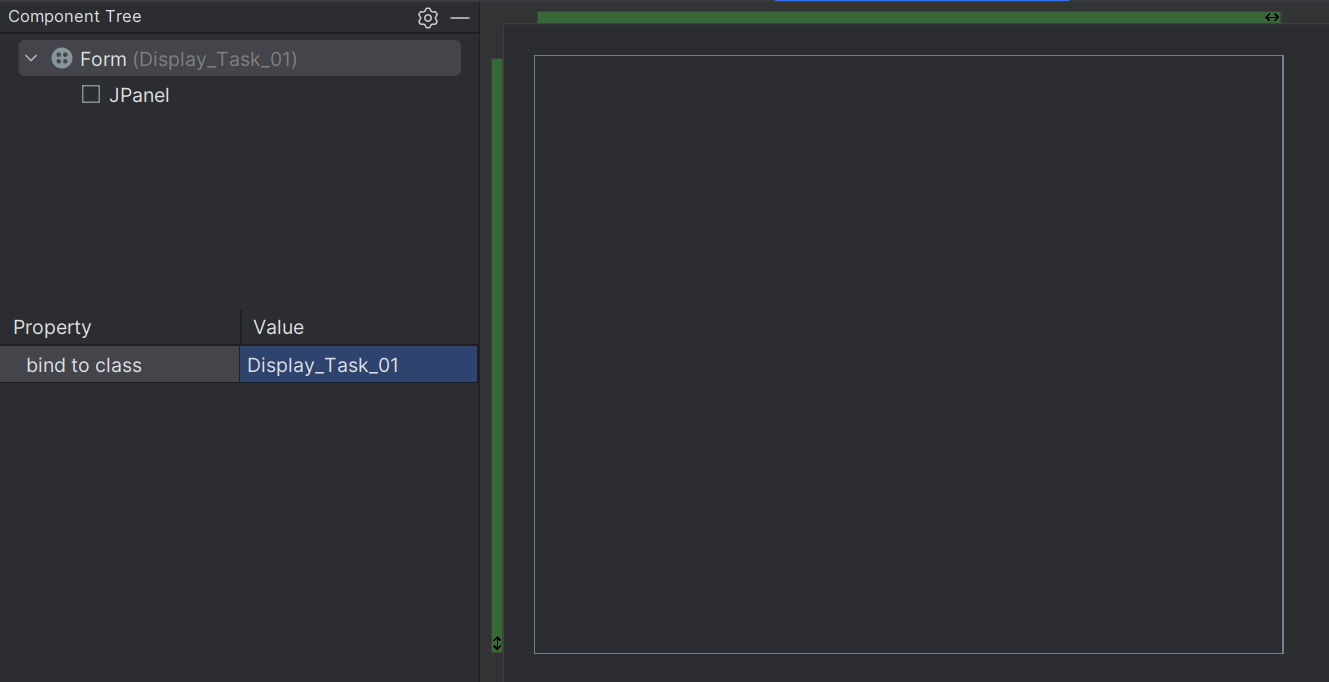 Component Tree
Form (Display_Task_01)
JPanel
Property Value
bind to class Display_Task_01